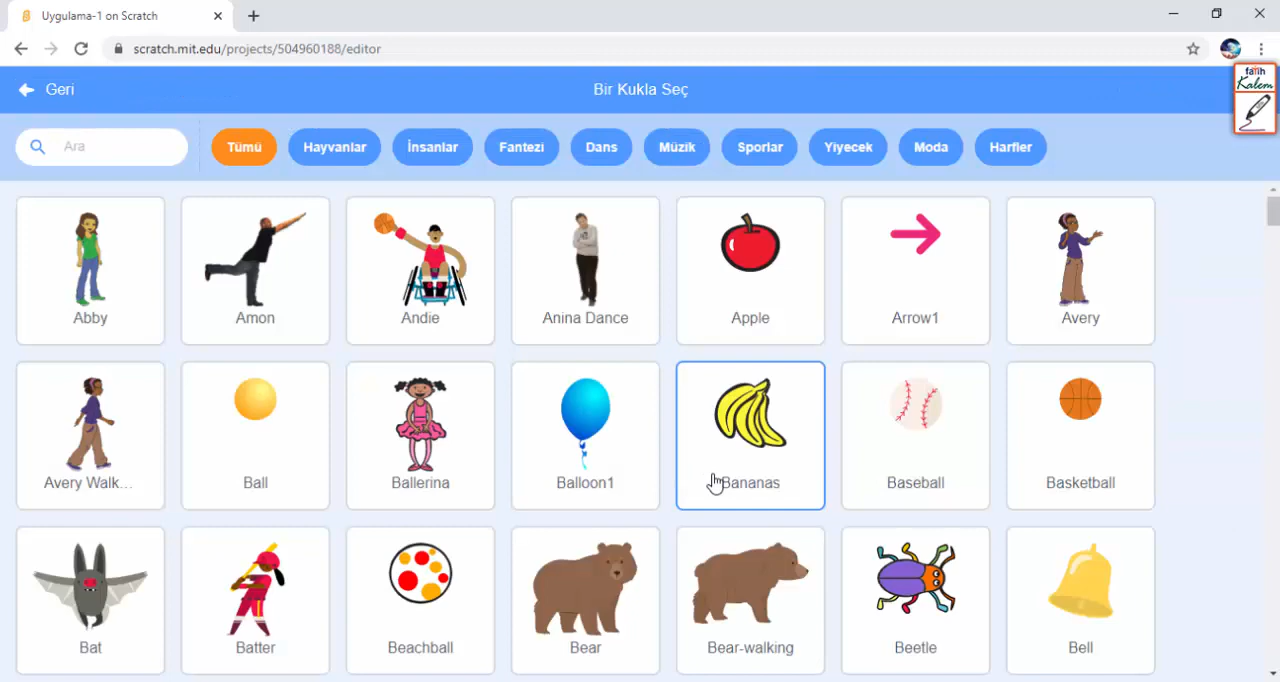 Uygulama-1 on Scratch
scratch.mit.edu/projects/504960188/editor
Geri
Bir Kukla Seç
fatih
Kalem
Ara
Tümü
Hayvanlar
İnsanlar
Fantezi
Dans
Müzik
Sporlar
Yiyecek
Moda
Harfler
Abby
Amon
Andie
Anina Dance
Apple
Arrow1
Avery
Avery Walk...
Ball
Ballerina
Balloon1
Bananas
Baseball
Basketball
Bat
Batter
Beachball
Bear
Bear-walking
Beetle
Bell